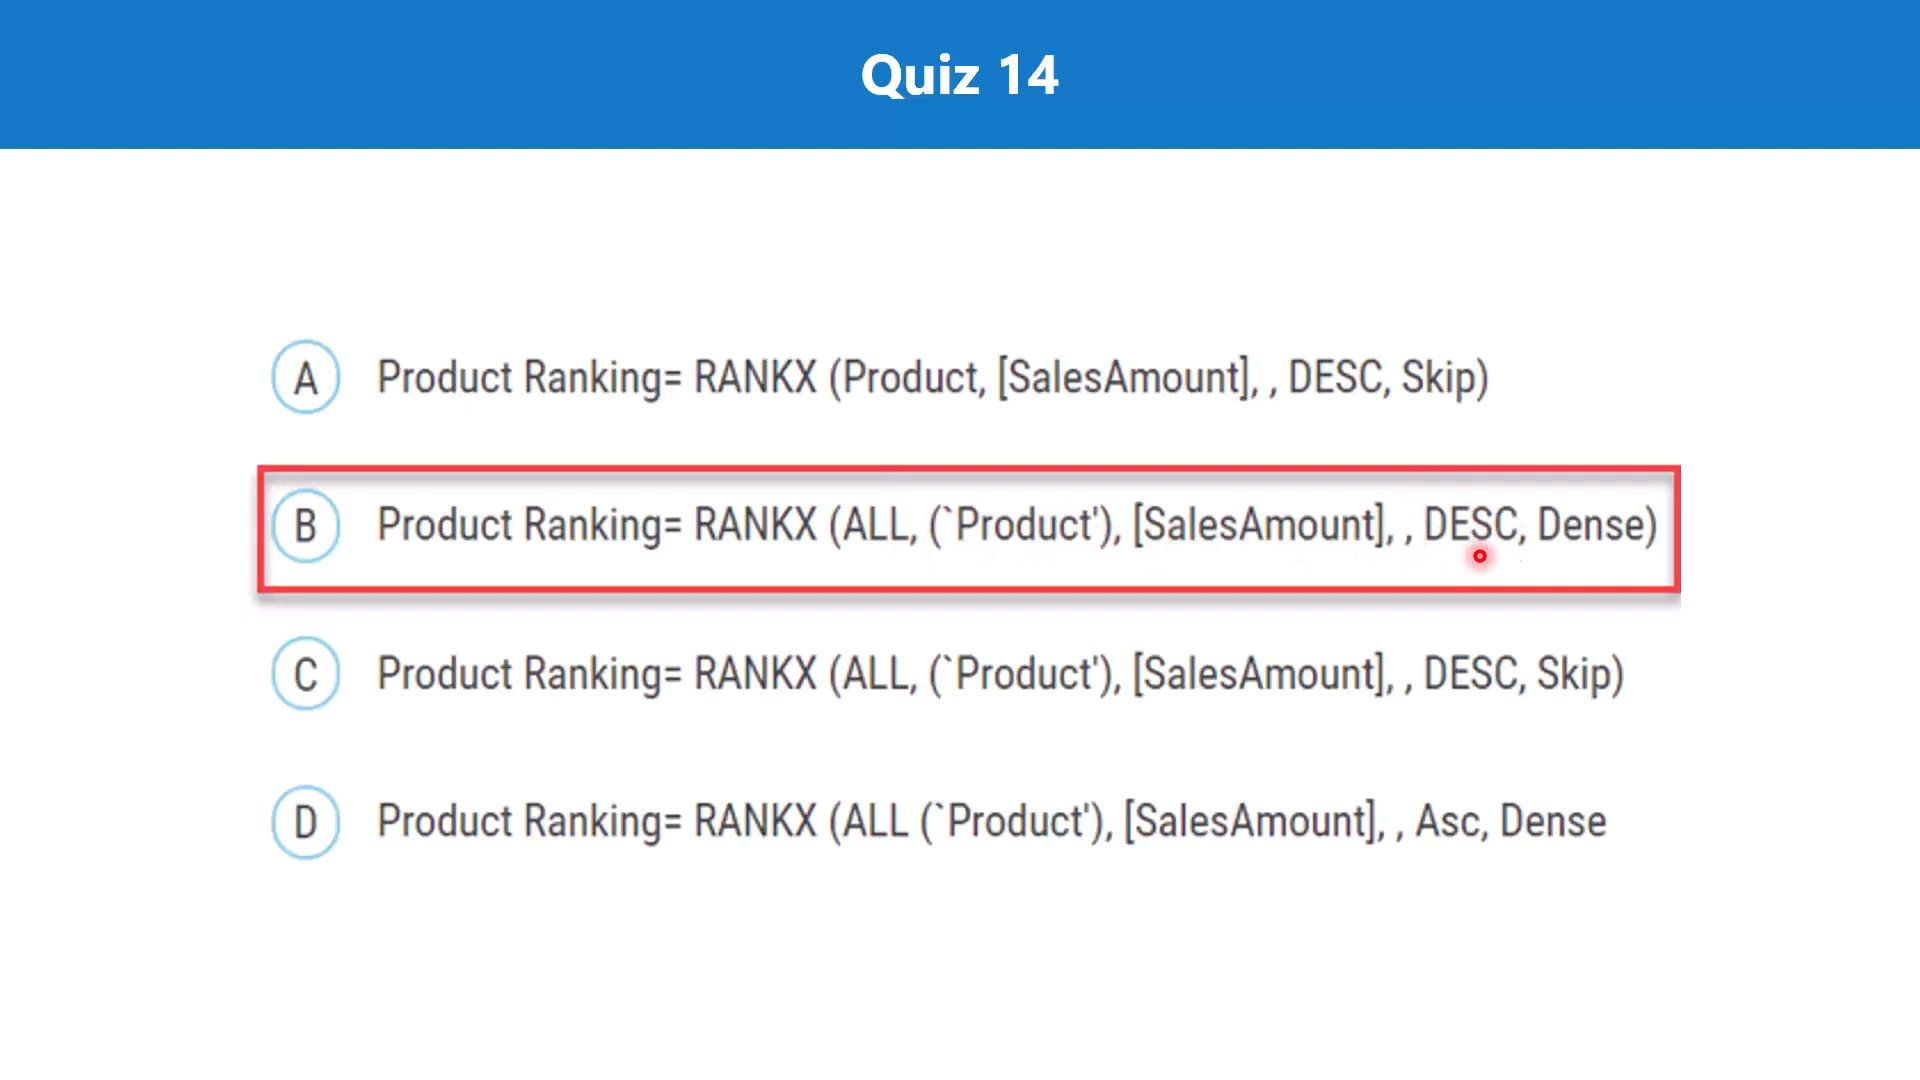 Quiz 14
A Product Ranking= RANKX (Product, [SalesAmount], , DESC, Skip)
B Product Ranking= RANKX (ALL, (`Product'), [SalesAmount], , DESC, Dense)
C Product Ranking= RANKX (ALL, (`Product'), [SalesAmount], , DESC, Skip)
D Product Ranking= RANKX (ALL (`Product'), [SalesAmount], , Asc, Dense